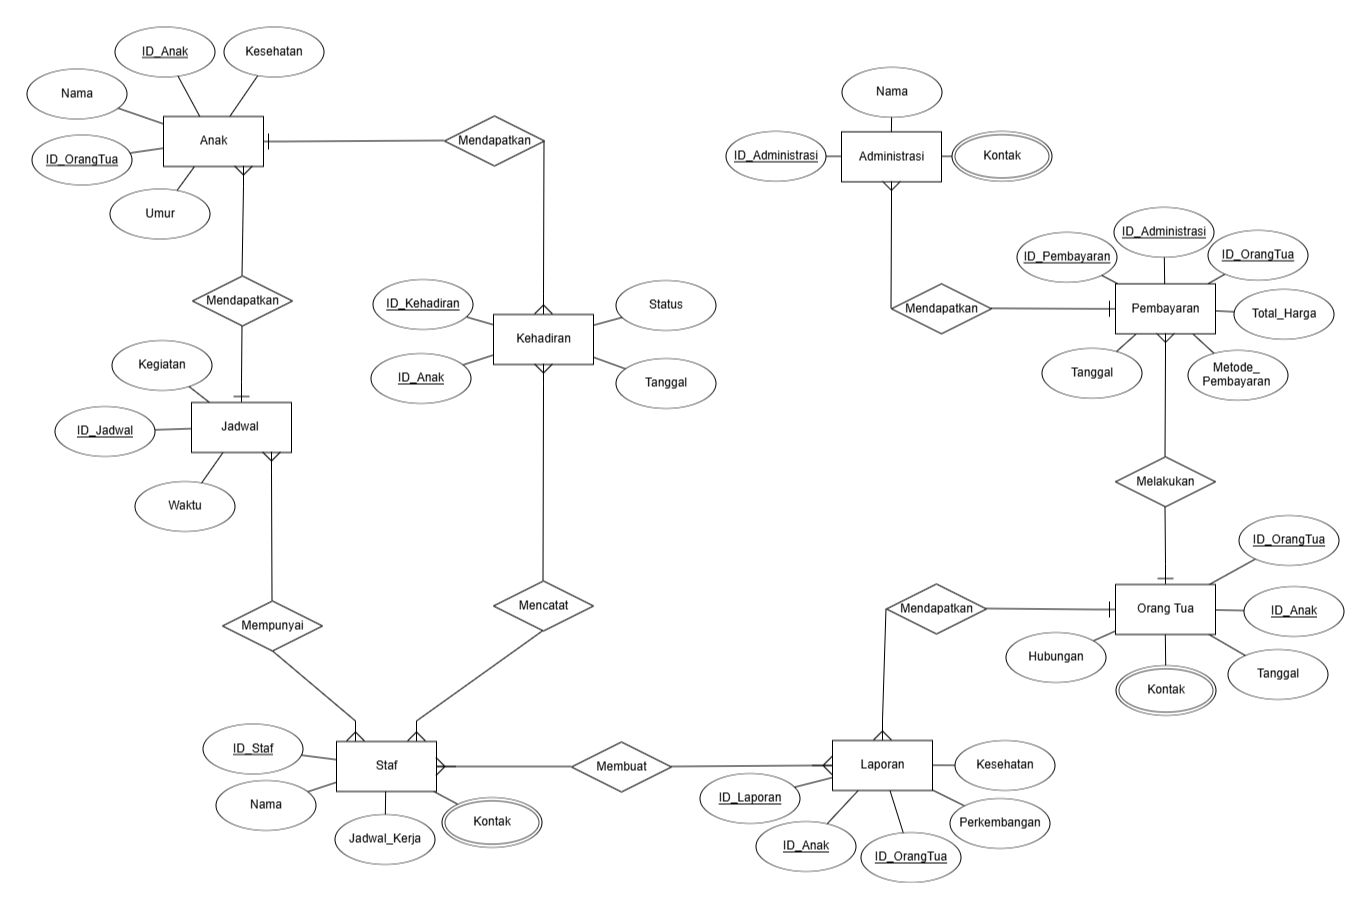 ID_Anak
Kesehatan
Nama
Anak
ID_OrangTua
Umur
Mendapatkan
Nama
ID_Administrasi
Administrasi
Kontak
Mendapatkan
ID_Kehadiran
Status
Kehadiran
ID_Anak
Tanggal
ID_Administrasi
ID_Pembayaran
ID_OrangTua
Mendapatkan
Pembayaran
Total_Harga
Tanggal
Metode_
Pembayaran
Kegiatan
ID_Jadwal
Jadwal
Waktu
Melakukan
ID_OrangTua
Mempunyai
Mencatat
Mendapatkan
Orang Tua
ID_Anak
Hubungan
Kontak
Tanggal
ID_Staf
Staf
Nama
Jadwal_Kerja
Kontak
Membuat
Laporan
Kesehatan
ID_Laporan
Perkembangan
ID_Anak
ID_OrangTua